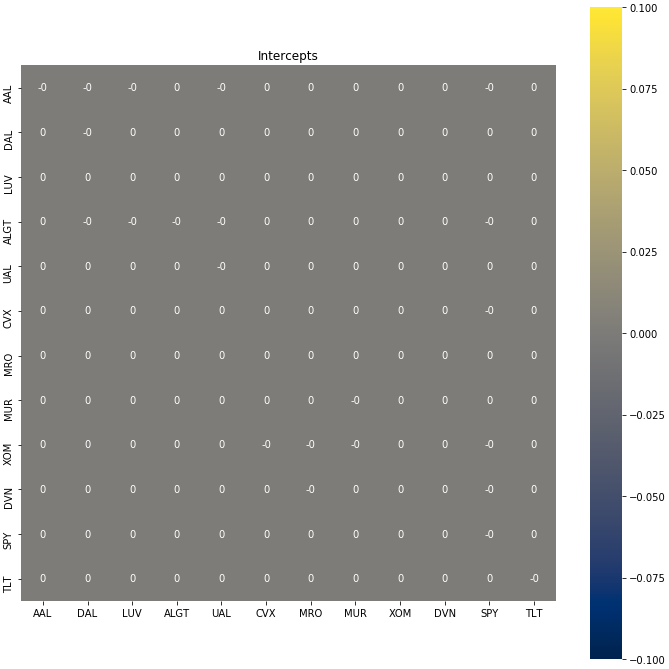 Intercepts
AAL -0 -0 -0 0 -0 0 0 0 0 0 -0 0
DAL 0 -0 0 0 0 0 0 0 0 0 0 0
LUV 0 0 0 0 0 0 0 0 0 0 0 0
ALGT 0 -0 -0 -0 -0 0 0 0 0 0 -0 0
UAL 0 0 0 0 -0 0 0 0 0 0 0 0
CVX 0 0 0 0 0 0 0 0 0 0 -0 0
MRO 0 0 0 0 0 0 0 0 0 0 0 0
MUR 0 0 0 0 0 0 0 -0 0 0 0 0
XOM 0 0 0 0 0 -0 -0 -0 0 0 -0 0
DVN 0 0 0 0 0 0 -0 0 0 0 -0 0
SPY 0 0 0 0 0 0 0 0 0 0 -0 0
TLT 0 0 0 0 0 0 0 0 0 0 0 -0
AAL DAL LUV ALGT UAL CVX MRO MUR XOM DVN SPY TLT
0.100
0.075
0.050
0.025
0.000
−0.025
−0.050
−0.075
−0.100